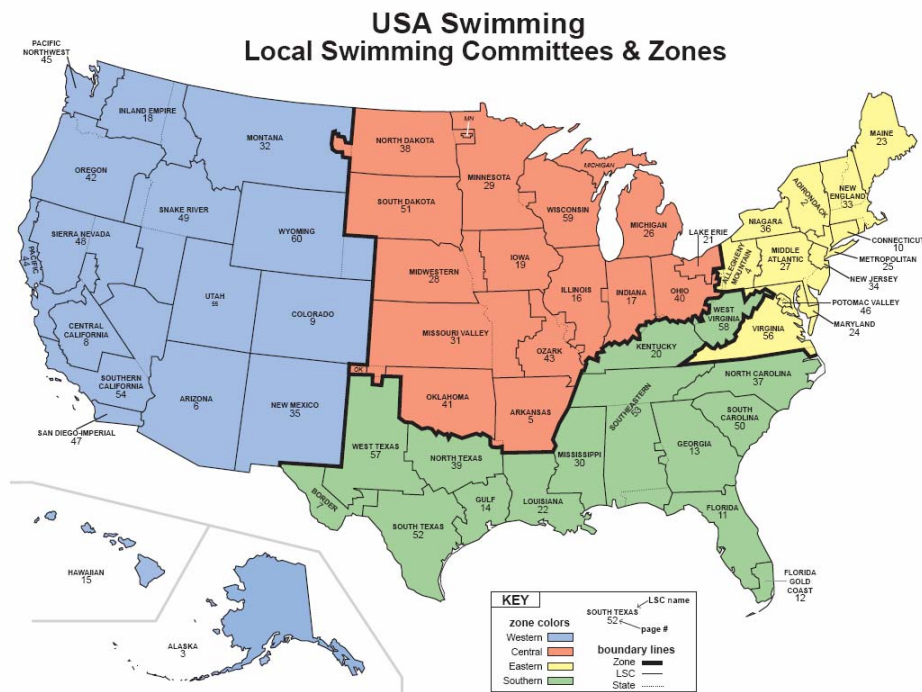 USA Swimming
Local Swimming Committees & Zones
PACIFIC
NORTHWEST
45
INLAND EMPIRE
18
MONTANA
32
OREGON
42
SNAKE RIVER
49
WYOMING
60
SIERRA NEVADA
48
PACIFIC
44
UTAH
55
COLORADO
9
CENTRAL
CALIFORNIA
8
SOUTHERN
CALIFORNIA
54
SAN DIEGO-IMPERIAL
47
ARIZONA
6
NEW MEXICO
35
NORTH DAKOTA
38
MN
MINNESOTA
29
SOUTH DAKOTA
51
WISCONSIN
59
MICHIGAN
MICHIGAN
26
LAKE ERIE
21
IOWA
19
MIDWESTERN
28
ILLINOIS
16
INDIANA
17
OHIO
40
MISSOURI VALLEY
31
OZARK
43
OK
OKLAHOMA
41
ARKANSAS
5
MAINE
23
ADIRONDACK
2
NEW
ENGLAND
33
NIAGARA
36
CONNECTICUT
10
METROPOLITAN
25
ALLEGHENY
MOUNTAIN
4
MIDDLE
ATLANTIC
27
NEW JERSEY
34
POTOMAC VALLEY
46
MARYLAND
24
VIRGINIA
56
WEST
VIRGINIA
58
KENTUCKY
20
NORTH CAROLINA
37
SOUTHEASTERN
53
SOUTH
CAROLINA
50
GEORGIA
13
MISSISSIPPI
30
WEST TEXAS
57
NORTH TEXAS
39
BORDER
7
GULF
14
LOUISIANA
22
SOUTH TEXAS
52
FLORIDA
11
FLORIDA
GOLD
COAST
12
HAWAIIAN
15
ALASKA
3
KEY
zone colors
Western
Central
Eastern
Southern
LSC name
SOUTH TEXAS
52
page #
boundary lines
Zone
LSC
State